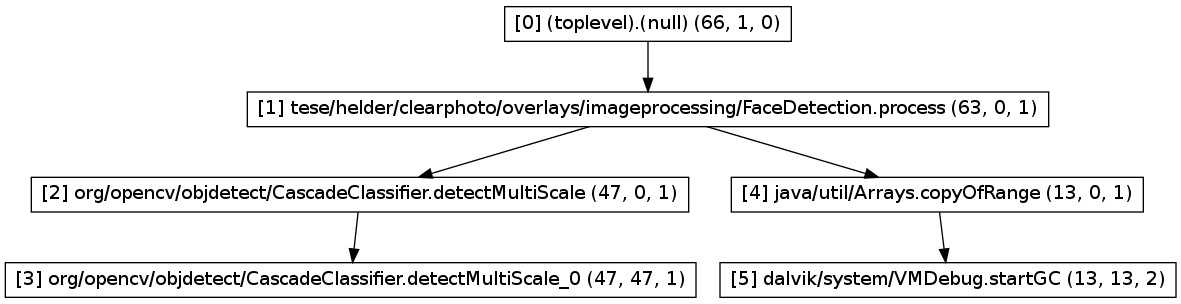 [0] (toplevel).(null) (66, 1, 0)
[1] tese/helder/clearphoto/overlays/imageprocessing/FaceDetection.process (63, 0, 1)
[2] org/opencv/objdetect/CascadeClassifier.detectMultiScale (47, 0, 1)
[4] java/util/Arrays.copyOfRange (13, 0, 1)
[3] org/opencv/objdetect/CascadeClassifier.detectMultiScale_0 (47, 47, 1)
[5] dalvik/system/VMDebug.startGC (13, 13, 2)